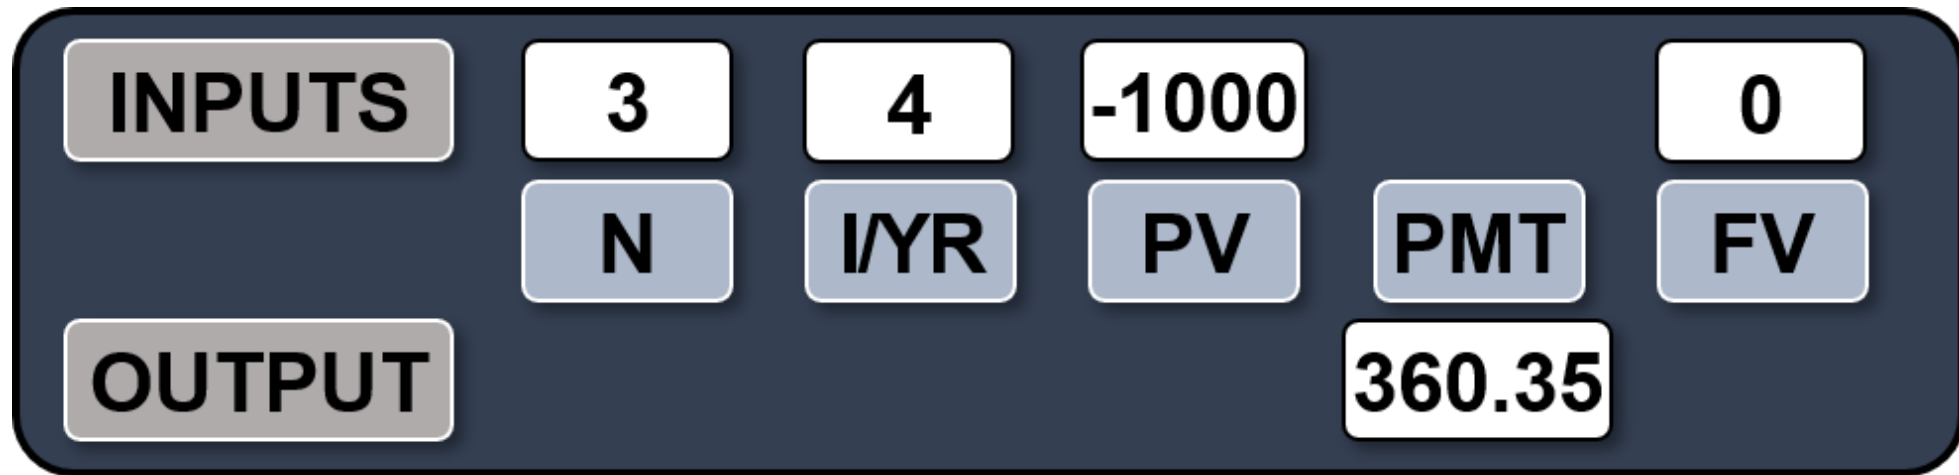 INPUTS 3 4 -1000 0
N I/YR PV PMT FV
OUTPUT 360.35